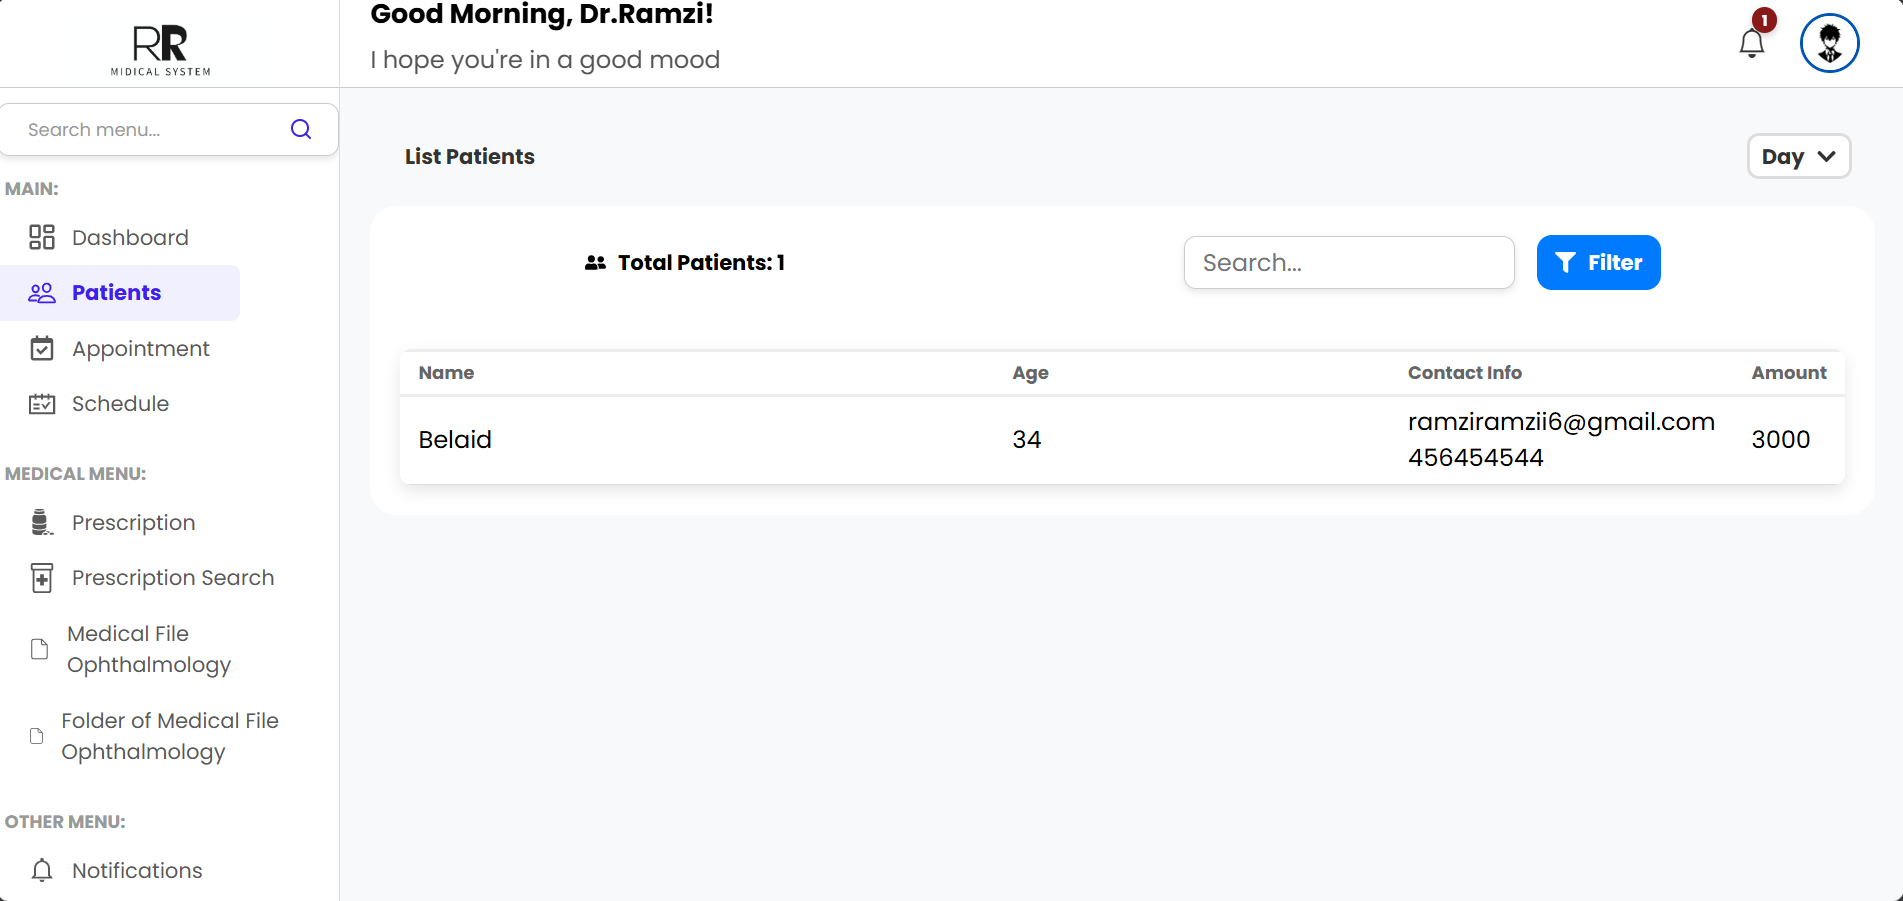 RR
MIDICAL SYSTEM
Good Morning, Dr.Ramzi!
I hope you're in a good mood
1
Search menu...
MAIN:
Dashboard
Patients
Appointment
Schedule
MEDICAL MENU:
Prescription
Prescription Search
Medical File
Ophthalmology
Folder of Medical File
Ophthalmology
OTHER MENU:
Notifications
List Patients
Day
Total Patients: 1
Search...
Filter
Name Age Contact Info Amount
Belaid 34 ramziramzii6@gmail.com 3000
456454544